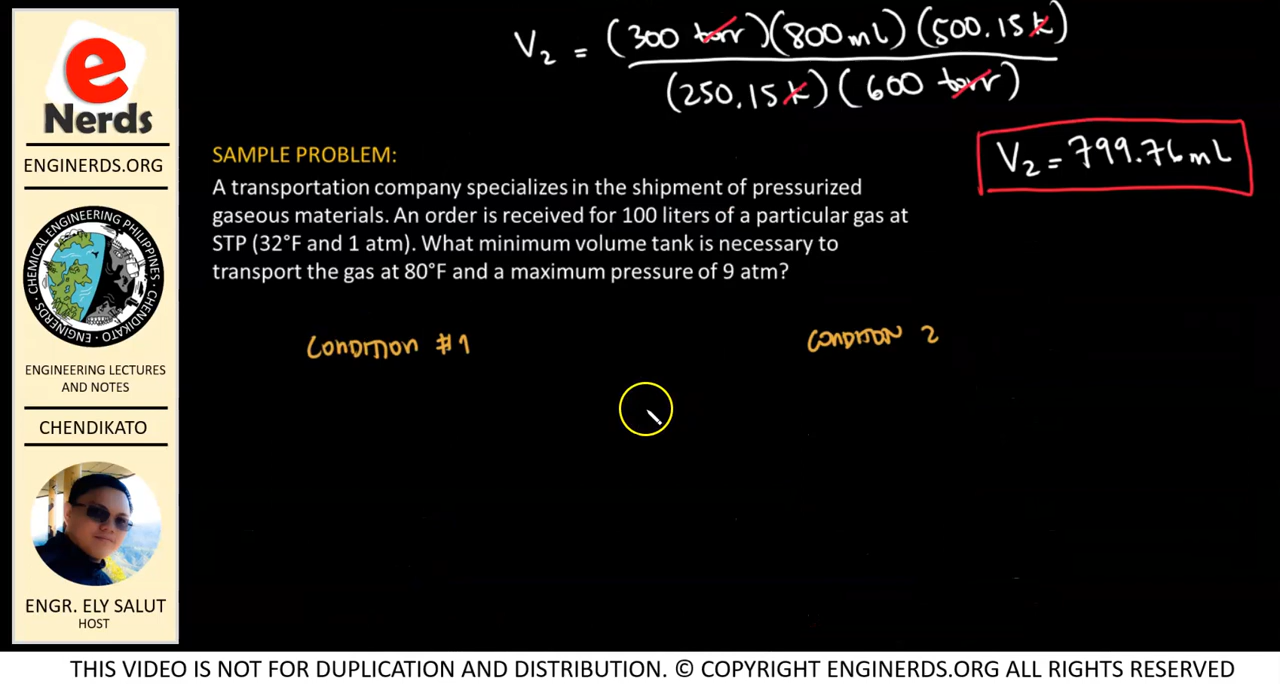 V₂ = (300 torr)(800 mL)(500.15 k)
(250.15 k)(600 torr)
V₂ = 799.76 mL
e
Nerds
ENGINERDS.ORG
CHEMICAL ENGINEERING PHILIPPINES
ENGINERDS · CHENDIKATO
ENGINEERING LECTURES
AND NOTES
CHENDIKATO
ENGR. ELY SALUT
HOST
SAMPLE PROBLEM:
A transportation company specializes in the shipment of pressurized
gaseous materials. An order is received for 100 liters of a particular gas at
STP (32°F and 1 atm). What minimum volume tank is necessary to
transport the gas at 80°F and a maximum pressure of 9 atm?
CONDITION #1
CONDITION 2
THIS VIDEO IS NOT FOR DUPLICATION AND DISTRIBUTION. © COPYRIGHT ENGINERDS.ORG ALL RIGHTS RESERVED